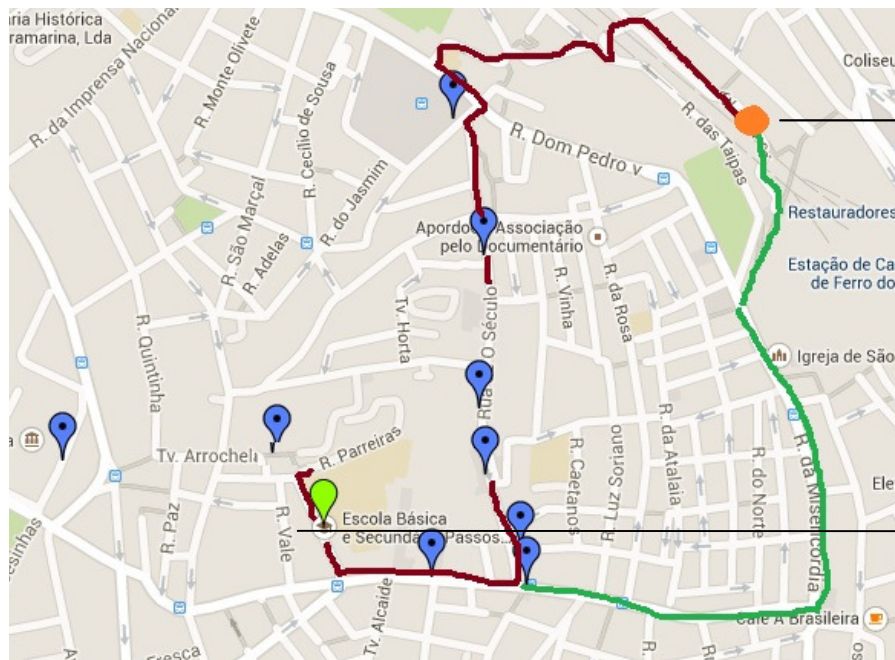 aria Histórica
ramarina, Lda
R. da Imprensa Nacional
R. Monte Olivete
R. Cecílio de Sousa
R. do Jasmim
R. São Marçal
R. Adelas
R. Dom Pedro V
R. das Taipas
Coliseu
Restauradores
Estação de Ca
de Ferro do
Associação
pelo Documentário
R. Quintinha
Tv. Horta
Rua O Século
R. Vinha
R. da Rosa
Igreja de São
Tv. Arrochela
R. Parreiras
R. Caetanos
R. Luz Soriano
R. da Atalaia
R. do Norte
R. da Misericórdia
Ele
R. Paz
R. Vale
Escola Básica
e Secundária Passos...
Tv. Alcaide
Café A Brasileira
Fresca